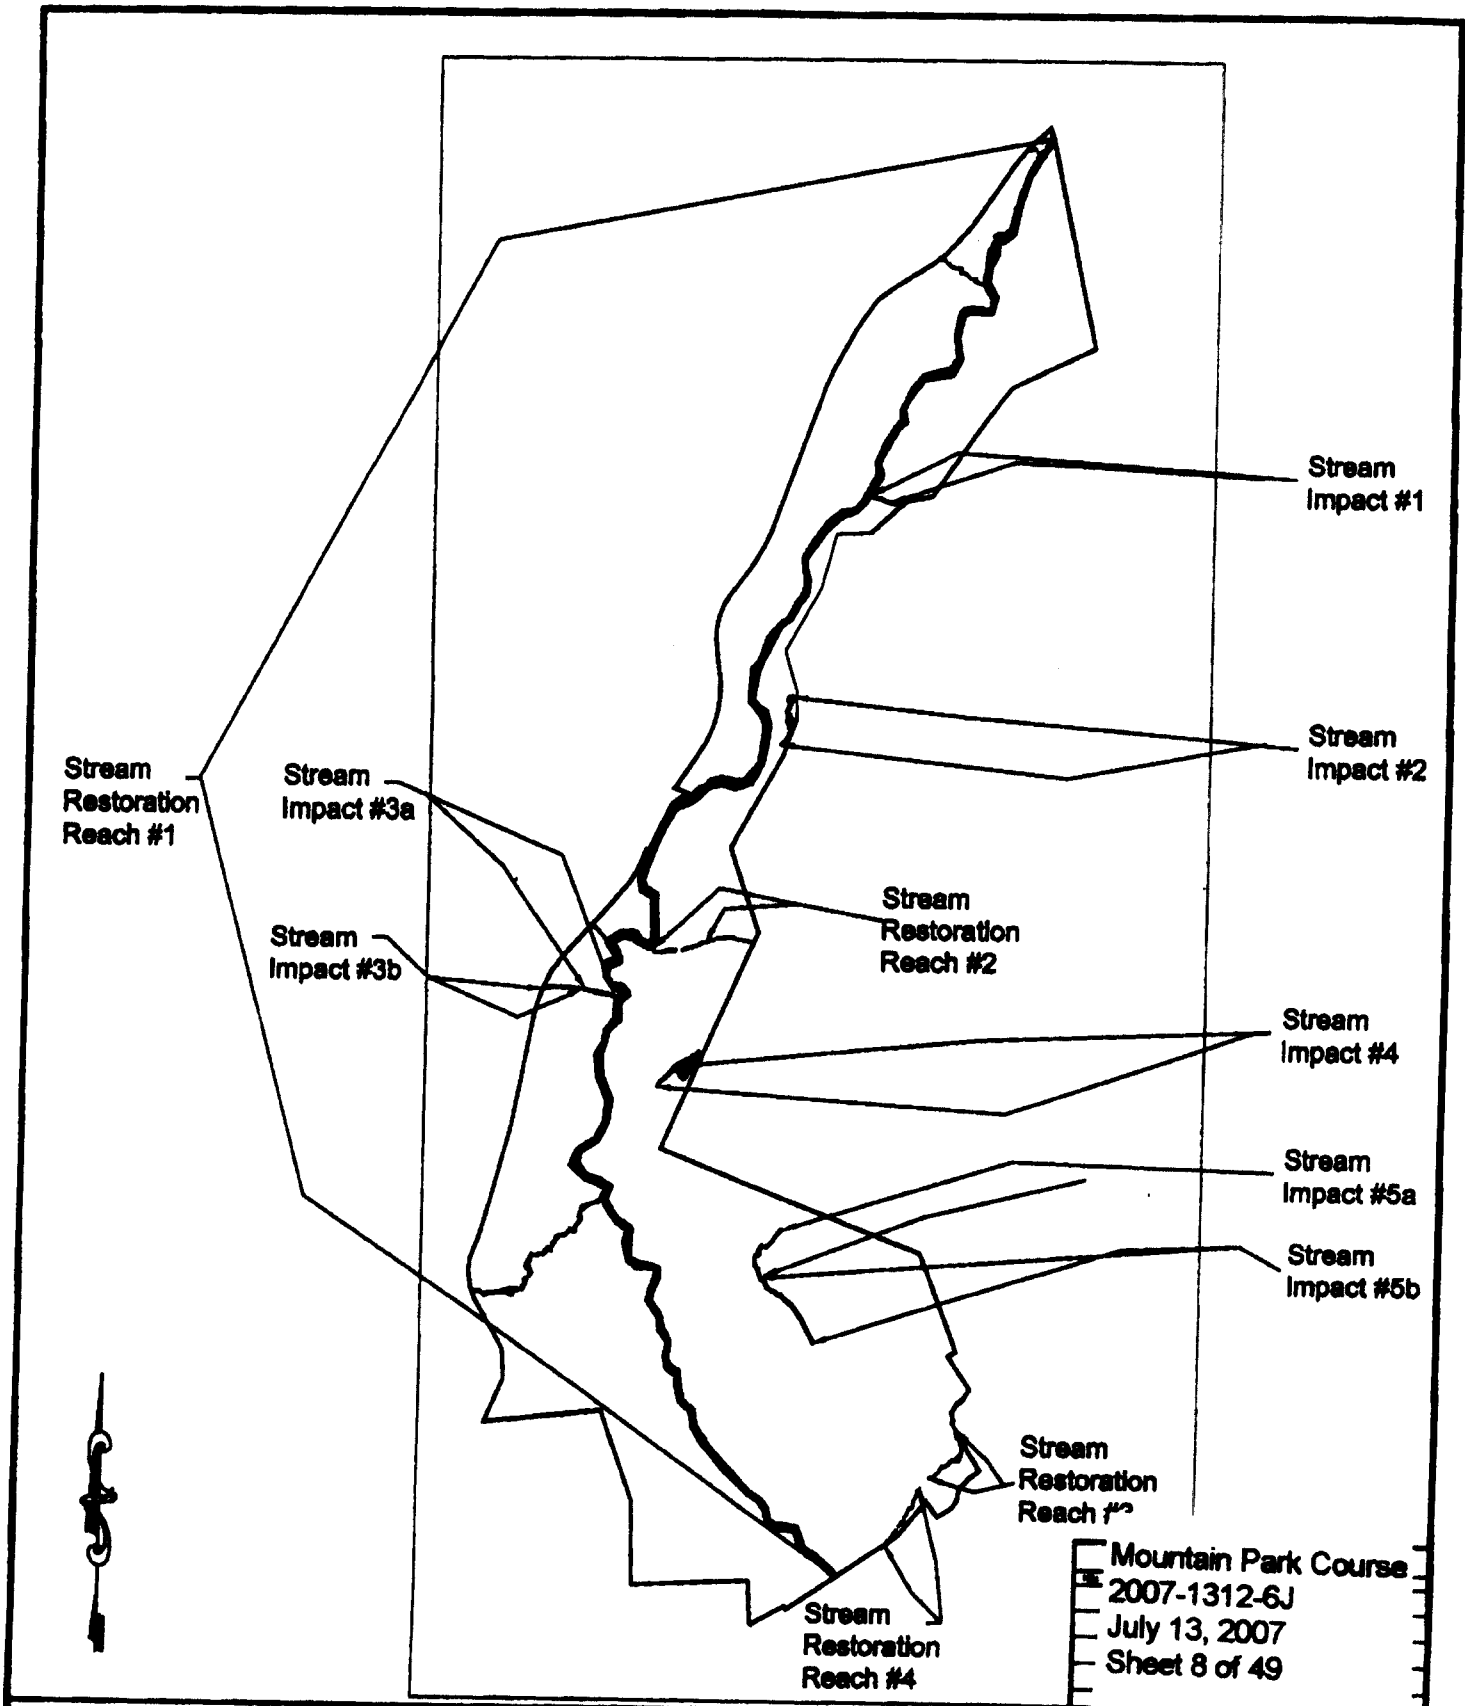 Stream
Impact #1
Stream
Impact #2
Stream
Restoration
Reach #1
Stream
Impact #3a
Stream
Restoration
Reach #2
Stream
Impact #3b
Stream
Impact #4
Stream
Impact #5a
Stream
Impact #5b
Stream
Restoration
Reach
Stream
Restoration
Reach #4
Mountain Park Course
2007-1312-6J
July 13, 2007
Sheet 8 of 49